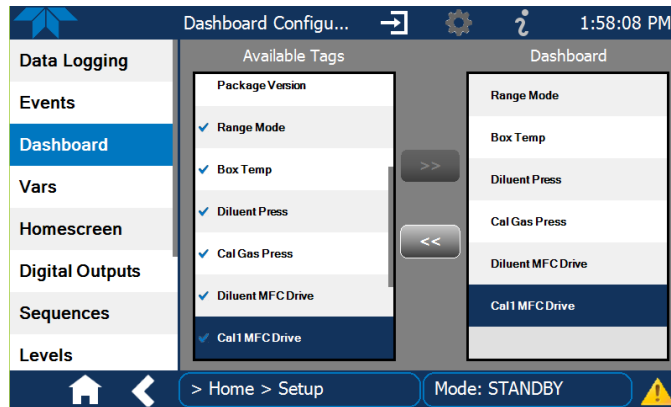 Dashboard Configu... 1:58:08 PM
Data Logging
Events
Dashboard
Vars
Homescreen
Digital Outputs
Sequences
Levels
Available Tags
Package Version
Range Mode
Box Temp
Diluent Press
Cal Gas Press
Diluent MFC Drive
Cal1 MFC Drive
>>
<<
Dashboard
Range Mode
Box Temp
Diluent Press
Cal Gas Press
Diluent MFC Drive
Cal1 MFC Drive
> Home > Setup
Mode: STANDBY